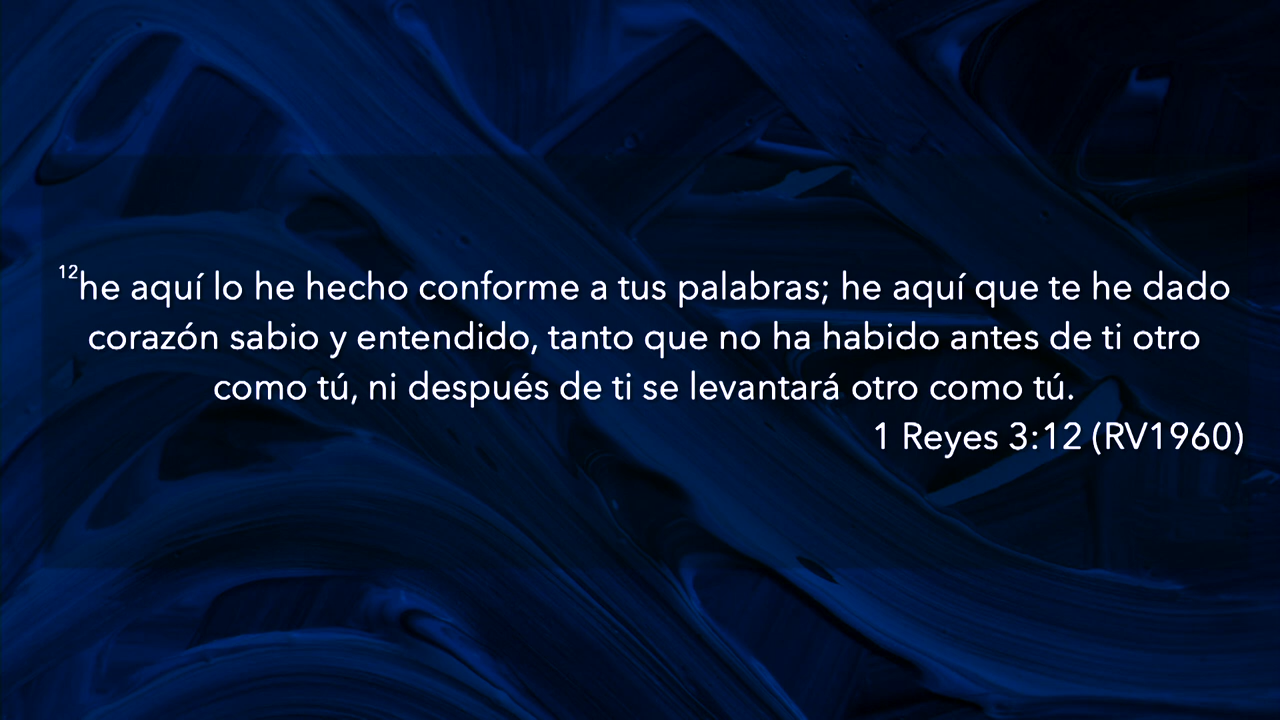 12he aquí lo he hecho conforme a tus palabras; he aquí que te he dado
corazón sabio y entendido, tanto que no ha habido antes de ti otro
como tú, ni después de ti se levantará otro como tú.
1 Reyes 3:12 (RV1960)